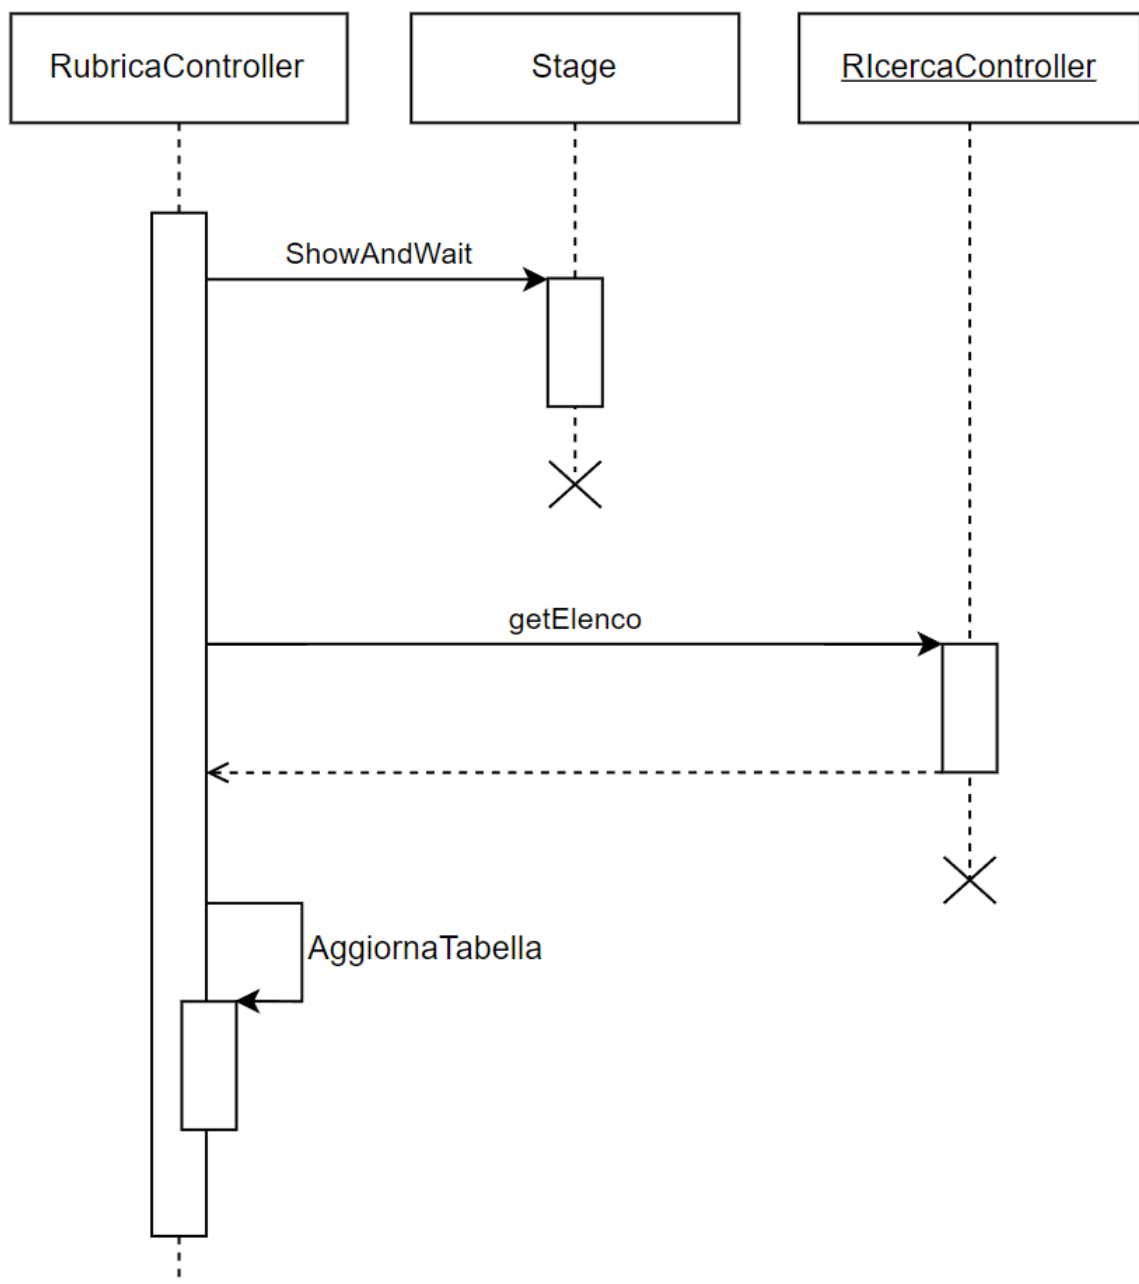 RubricaController
Stage
RIcercaController
ShowAndWait
getElenco
AggiornaTabella